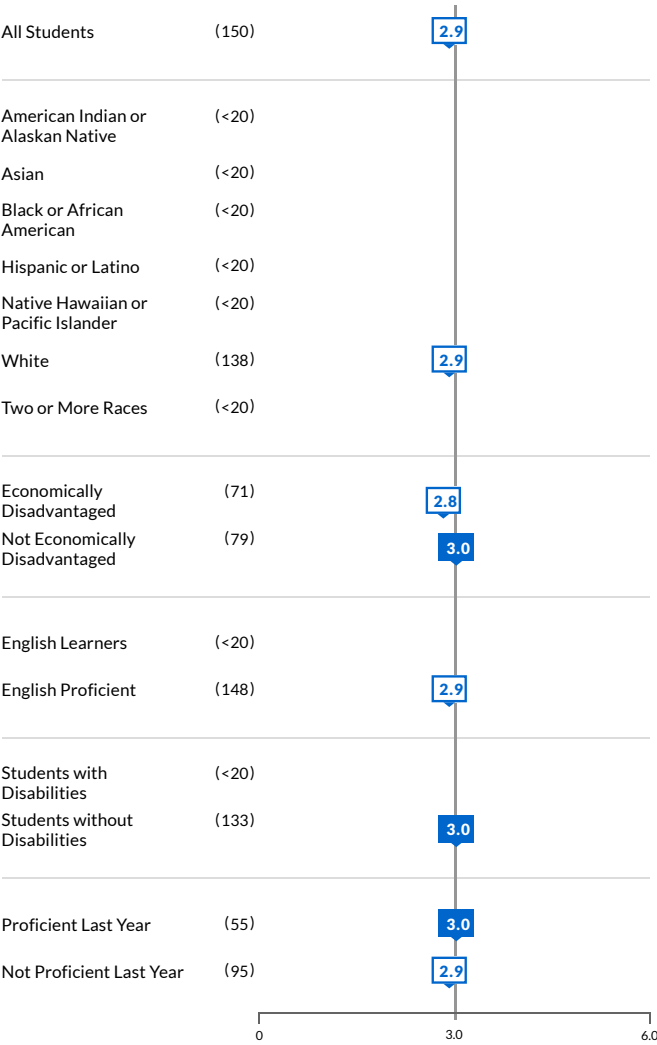 All Students (150) 2.9
American Indian or (<20)
Alaskan Native
Asian (<20)
Black or African (<20)
American
Hispanic or Latino (<20)
Native Hawaiian or (<20)
Pacific Islander
White (138) 2.9
Two or More Races (<20)
Economically (71) 2.8
Disadvantaged
Not Economically (79) 3.0
Disadvantaged
English Learners (<20)
English Proficient (148) 2.9
Students with (<20)
Disabilities
Students without (133) 3.0
Disabilities
Proficient Last Year (55) 3.0
Not Proficient Last Year (95) 2.9
0 3.0 6.0